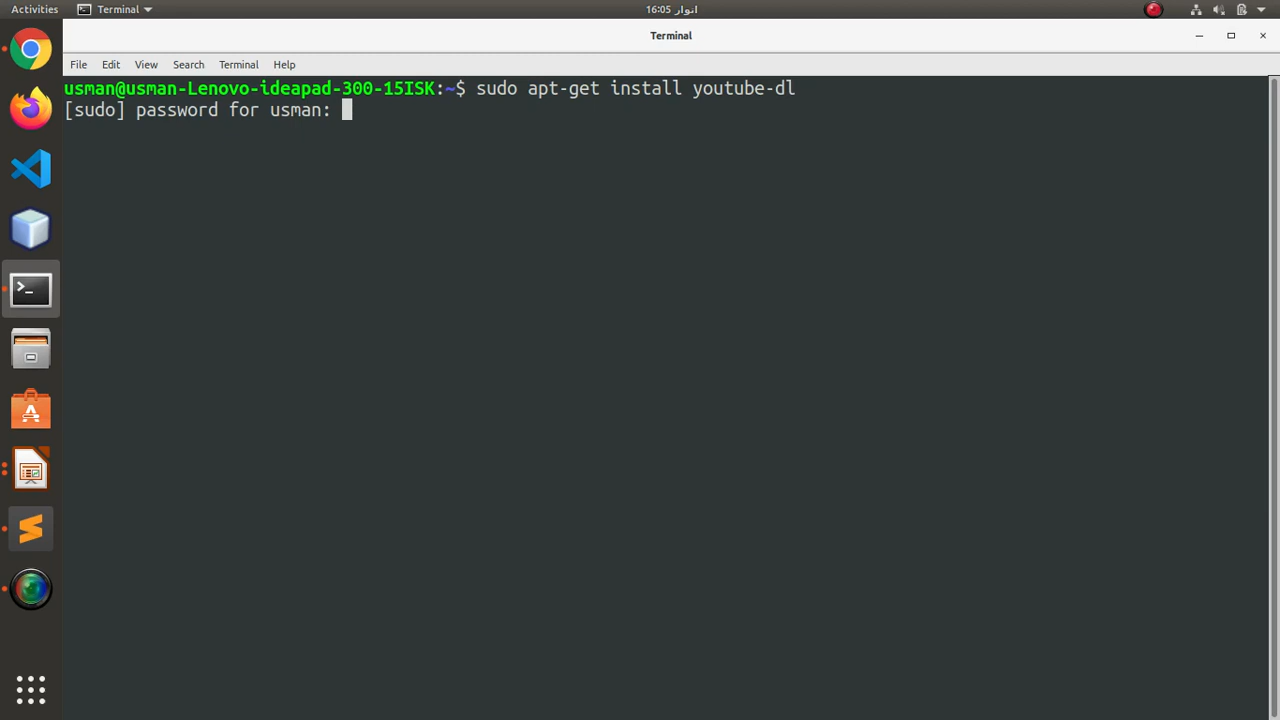 Activities Terminal انوار 16:05
Terminal
File Edit View Search Terminal Help
usman@usman-Lenovo-ideapad-300-15ISK:~$ sudo apt-get install youtube-dl
[sudo] password for usman: